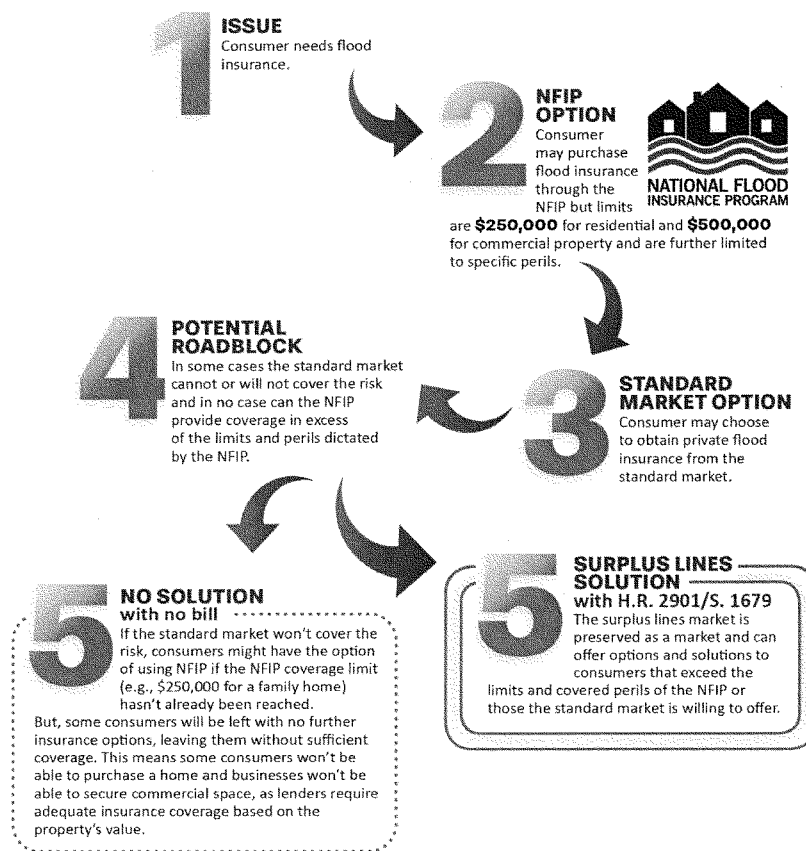 1
ISSUE
Consumer needs flood
insurance.
2
NFIP
OPTION
Consumer
may purchase
flood insurance
through the
NFIP but limits
are $250,000 for residential and $500,000
for commercial property and are further limited
to specific perils.
NATIONAL FLOOD
INSURANCE PROGRAM
3
STANDARD
MARKET OPTION
Consumer may choose
to obtain private flood
insurance from the
standard market.
4
POTENTIAL
ROADBLOCK
In some cases the standard market
cannot or will not cover the risk
and in no case can the NFIP
provide coverage in excess
of the limits and perils dictated
by the NFIP.
5
NO SOLUTION
with no bill
If the standard market won't cover the
risk, consumers might have the option
of using NFIP if the NFIP coverage limit
(e.g., $250,000 for a family home)
hasn't already been reached.
But, some consumers will be left with no further
insurance options, leaving them without sufficient
coverage. This means some consumers won't be
able to purchase a home and businesses won't be
able to secure commercial space, as lenders require
adequate insurance coverage based on the
property's value.
5
SURPLUS LINES
SOLUTION
with H.R. 2901/S. 1679
The surplus lines market is
preserved as a market and can
offer options and solutions to
consumers that exceed the
limits and covered perils of the NFIP or
those the standard market is willing to offer.